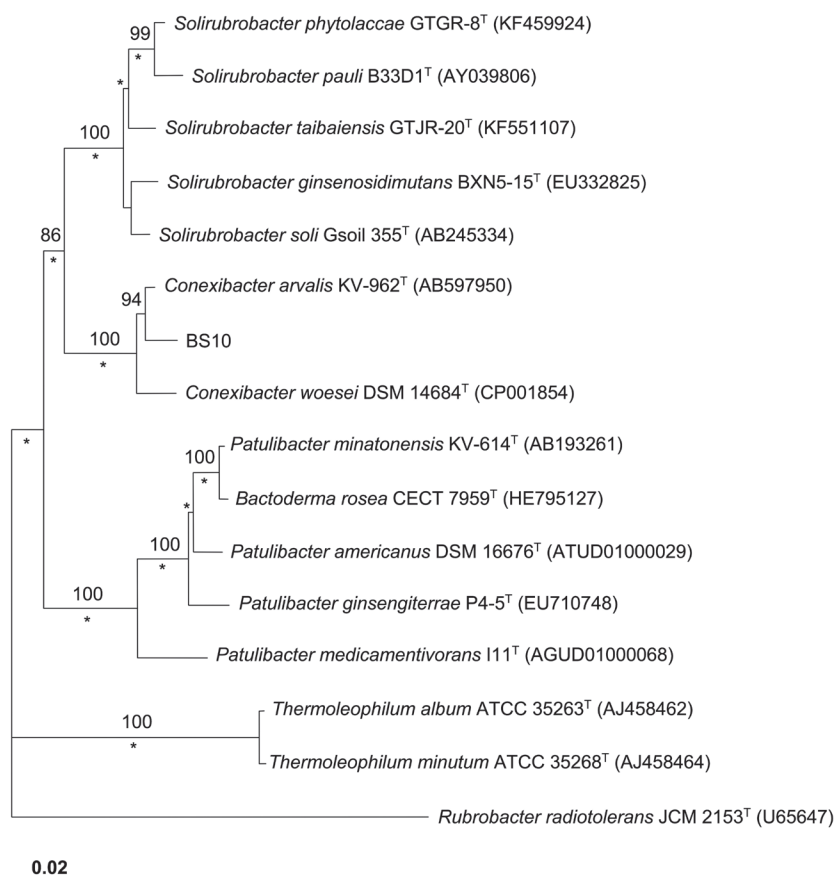 99
Solirubrobacter phytolaccae GTGR-8ᵀ (KF459924)
*
Solirubrobacter pauli B33D1ᵀ (AY039806)
*
Solirubrobacter taibaiensis GTJR-20ᵀ (KF551107)
100
*
Solirubrobacter ginsenosidimutans BXN5-15ᵀ (EU332825)
Solirubrobacter soli Gsoil 355ᵀ (AB245334)
86
*
Conexibacter arvalis KV-962ᵀ (AB597950)
94
BS10
100
*
Conexibacter woesei DSM 14684ᵀ (CP001854)
*
Patulibacter minatonensis KV-614ᵀ (AB193261)
100
*
Bactoderma rosea CECT 7959ᵀ (HE795127)
*
Patulibacter americanus DSM 16676ᵀ (ATUD01000029)
100
*
Patulibacter ginsengiterrae P4-5ᵀ (EU710748)
100
*
Patulibacter medicamentivorans I11ᵀ (AGUD01000068)
Thermoleophilum album ATCC 35263ᵀ (AJ458462)
100
*
Thermoleophilum minutum ATCC 35268ᵀ (AJ458464)
Rubrobacter radiotolerans JCM 2153ᵀ (U65647)
0.02